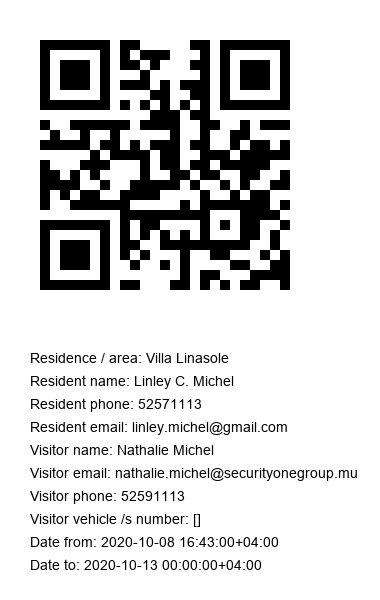 Residence / area: Villa Linasole
Resident name: Linley C. Michel
Resident phone: 52571113
Resident email: linley.michel@gmail.com
Visitor name: Nathalie Michel
Visitor email: nathalie.michel@securityonegroup.mu
Visitor phone: 52591113
Visitor vehicle /s number: []
Date from: 2020-10-08 16:43:00+04:00
Date to: 2020-10-13 00:00:00+04:00